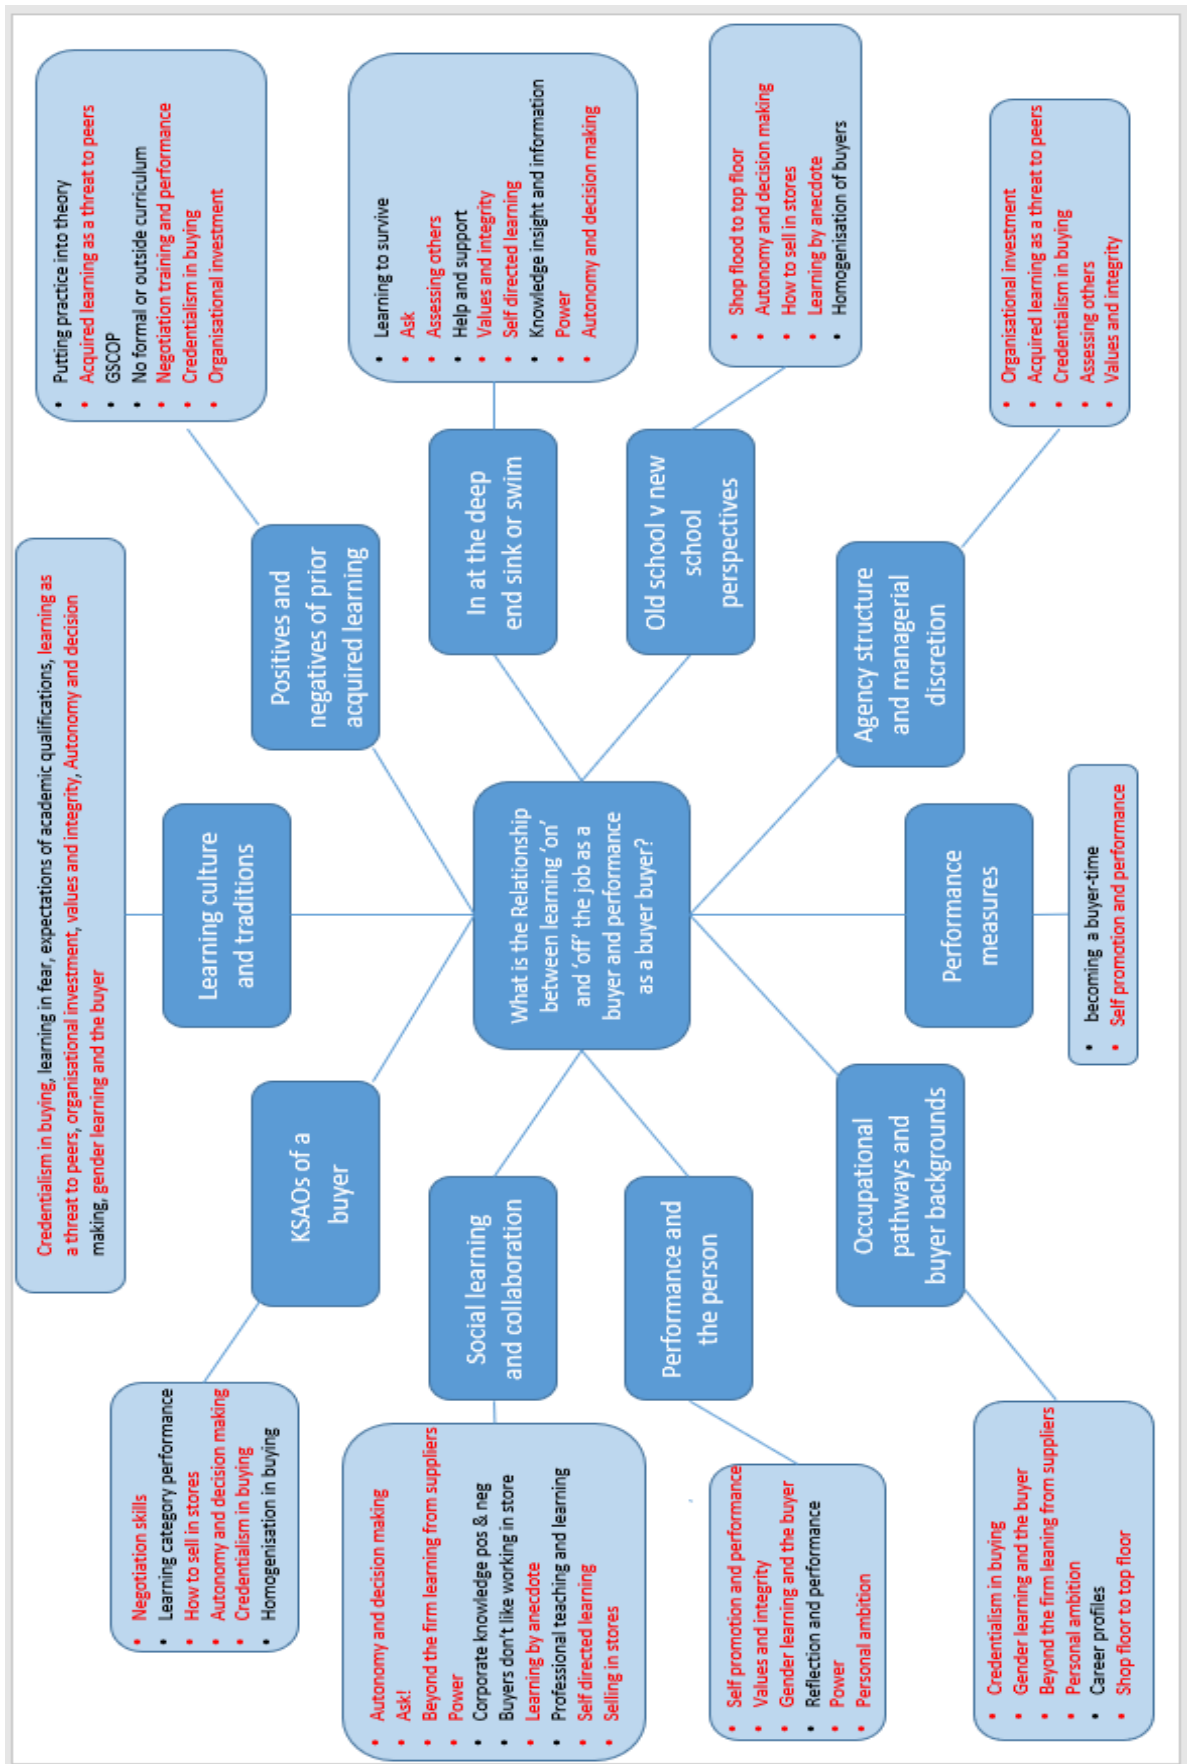 Credentialism in buying, learning in fear, expectations of academic qualifications, learning as
a threat to peers, organisational investment, values and integrity, Autonomy and decision
making, gender learning and the buyer
• Negotiation skills
• Learning category performance
• How to sell in stores
• Autonomy and decision making
• Credentialism in buying
• Homogenisation in buying
KSAOs of a
buyer
Learning culture
and traditions
Positives and
negatives of prior
acquired learning
• Putting practice into theory
• Acquired learning as a threat to peers
• GSCOP
• No formal or outside curriculum
• Negotiation training and performance
• Credentialism in buying
• Organisational investment
• Autonomy and decision making
• Ask!
• Beyond the firm learning from suppliers
• Power
• Corporate knowledge pos & neg
• Buyers don't like working in store
• Learning by anecdote
• Professional teaching and learning
• Self directed learning
• Selling in stores
Social learning
and collaboration
In at the deep
end sink or swim
• Learning to survive
• Ask
• Assessing others
• Help and support
• Values and integrity
• Self directed learning
• Knowledge insight and information
• Power
• Autonomy and decision making
What is the Relationship
between learning 'on'
and 'off' the job as a
buyer and performance
as a buyer buyer?
• Self promotion and performance
• Values and integrity
• Gender learning and the buyer
• Reflection and performance
• Power
• Personal ambition
Performance and
the person
Old school v new
school
perspectives
• Shop flood to top floor
• Autonomy and decision making
• How to sell in stores
• Learning by anecdote
• Homogenisation of buyers
• Credentialism in buying
• Gender learning and the buyer
• Beyond the firm leaning from suppliers
• Personal ambition
• Career profiles
• Shop floor to top floor
Occupational
pathways and
buyer backgrounds
Performance
measures
• becoming a buyer-time
• Self promotion and performance
Agency structure
and managerial
discretion
• Organisational investment
• Acquired learning as a threat to peers
• Credentialism in buying
• Assessing others
• Values and integrity